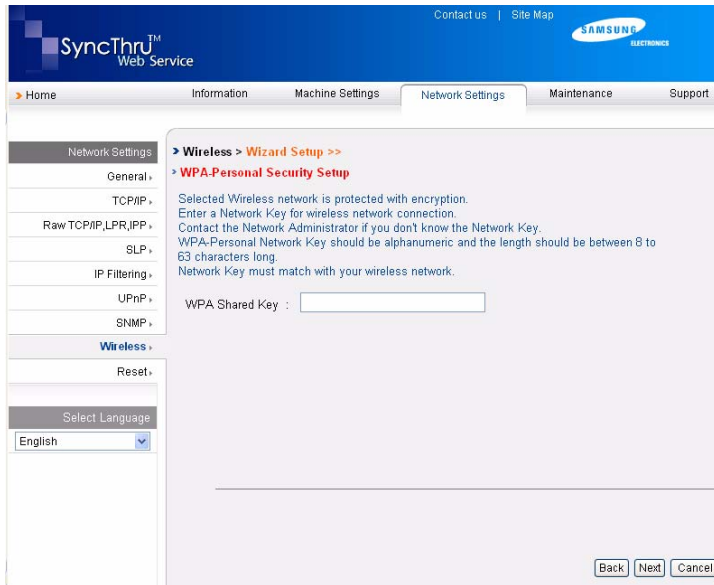 Contact us | Site Map
SAMSUNG
ELECTRONICS
SyncThru™
Web Service
Home
Information
Machine Settings
Network Settings
Maintenance
Support
Network Settings
General
TCP/IP
Raw TCP/IP,LPR,IPP
SLP
IP Filtering
UPnP
SNMP
Wireless
Reset
Select Language
English
Wireless > Wizard Setup >>
WPA-Personal Security Setup
Selected Wireless network is protected with encryption.
Enter a Network Key for wireless network connection.
Contact the Network Administrator if you don't know the Network Key.
WPA-Personal Network Key should be alphanumeric and the length should be between 8 to
63 characters long.
Network Key must match with your wireless network.
WPA Shared Key :
Back
Next
Cancel